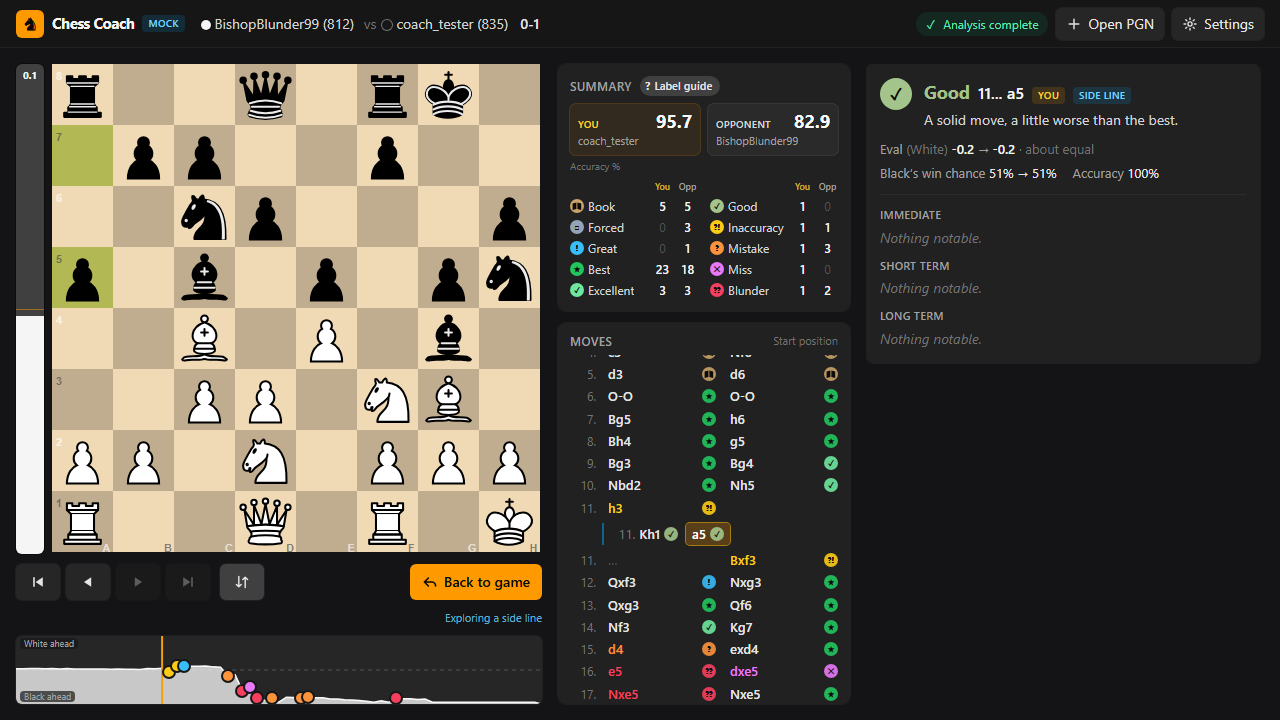 Chess Coach MOCK BishopBlunder99 (812) vs coach_tester (835) 0-1
✓ Analysis complete
+ Open PGN
Settings
0.1
8
7
6
5
4
3
2
1
A B C D E F G H
Back to game
Exploring a side line
White ahead
Black ahead
SUMMARY ? Label guide
YOU 95.7
coach_tester
OPPONENT 82.9
BishopBlunder99
Accuracy %
You Opp You Opp
Book 5 5 Good 1 0
Forced 0 3 Inaccuracy 1 1
Great 0 1 Mistake 1 3
Best 23 18 Miss 1 0
Excellent 3 3 Blunder 1 2
MOVES Start position
5. d3 d6
6. O-O O-O
7. Bg5 h6
8. Bh4 g5
9. Bg3 Bg4
10. Nbd2 Nh5
11. h3
11. Kh1 a5
11. ... Bxf3
12. Qxf3 Nxg3
13. Qxg3 Qf6
14. Nf3 Kg7
15. d4 exd4
16. e5 dxe5
17. Nxe5 Nxe5
Good 11... a5 YOU SIDE LINE
A solid move, a little worse than the best.
Eval (White) -0.2 → -0.2 · about equal
Black's win chance 51% → 51% Accuracy 100%
IMMEDIATE
Nothing notable.
SHORT TERM
Nothing notable.
LONG TERM
Nothing notable.